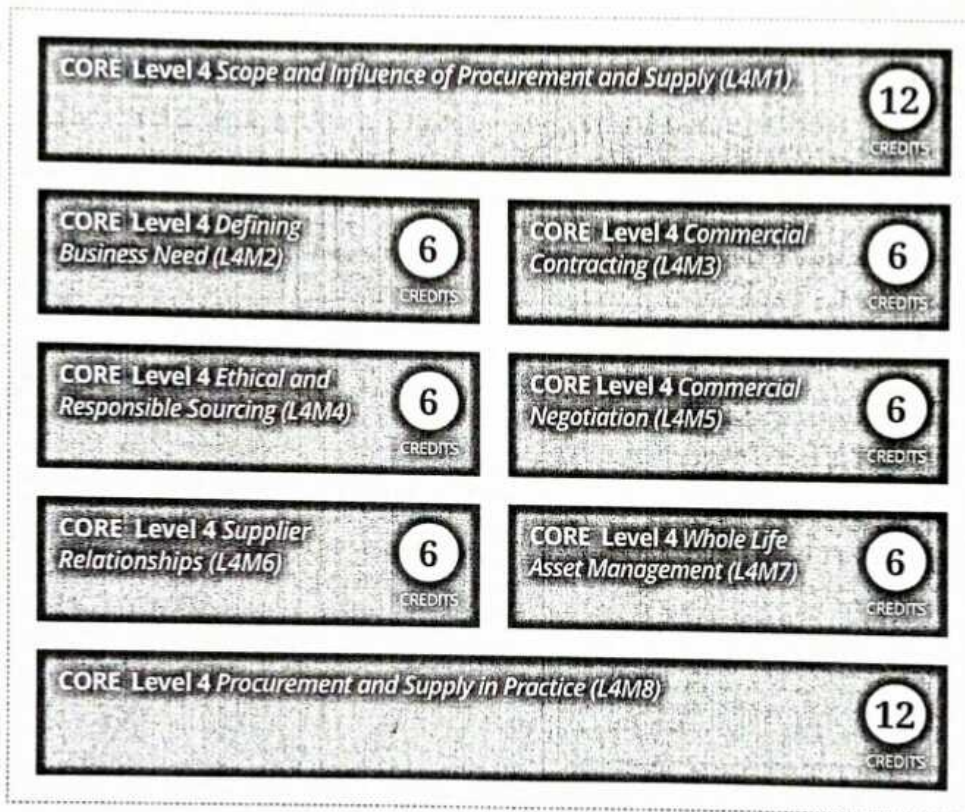 CORE Level 4 Scope and Influence of Procurement and Supply (L4M1)
12
CREDITS
CORE Level 4 Defining
Business Need (L4M2)
6
CREDITS
CORE Level 4 Commercial
Contracting (L4M3)
6
CREDITS
CORE Level 4 Ethical and
Responsible Sourcing (L4M4)
6
CREDITS
CORE Level 4 Commercial
Negotiation (L4M5)
6
CREDITS
CORE Level 4 Supplier
Relationships (L4M6)
6
CREDITS
CORE Level 4 Whole Life
Asset Management (L4M7)
6
CREDITS
CORE Level 4 Procurement and Supply in Practice (L4M8)
12
CREDITS